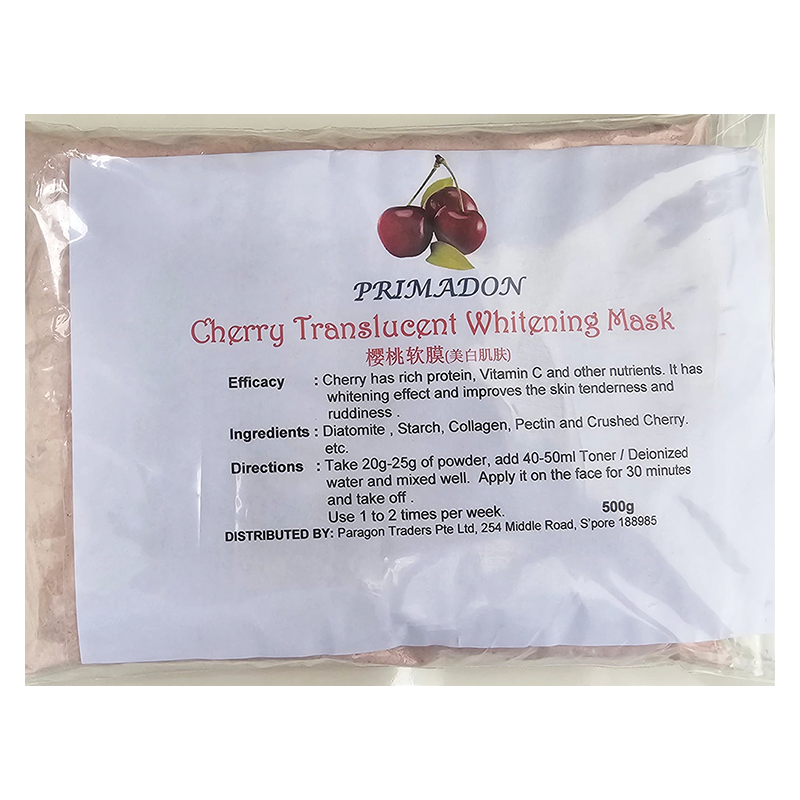 PRIMADON
Cherry Translucent Whitening Mask
樱桃软膜(美白肌肤)
Efficacy : Cherry has rich protein, Vitamin C and other nutrients. It has
whitening effect and improves the skin tenderness and
ruddiness .
Ingredients : Diatomite , Starch, Collagen, Pectin and Crushed Cherry.
etc.
Directions : Take 20g-25g of powder, add 40-50ml Toner / Deionized
water and mixed well. Apply it on the face for 30 minutes
and take off .
Use 1 to 2 times per week. 500g
DISTRIBUTED BY: Paragon Traders Pte Ltd, 254 Middle Road, S'pore 188985